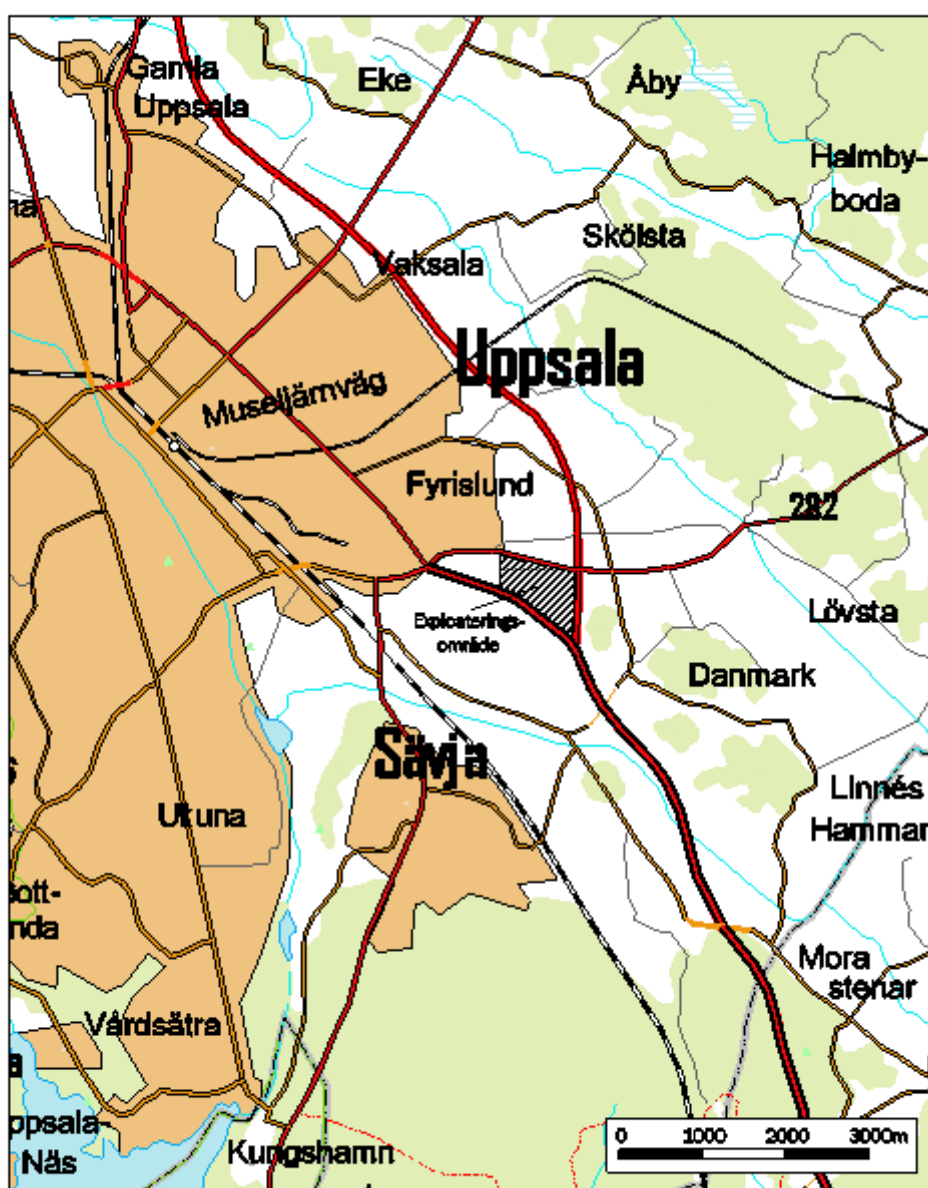 Gamla
Uppsala
Eke
Åby
Halmby-
boda
Skölsta
Vaksala
Uppsala
Museijärnväg
Fyrislund
282
Exploaterings-
område
Lövsta
Danmark
Sävja
Linnés
Hammar
Ultuna
Mora
stenar
Vårdsätra
Näs
Kungshamn
0 1000 2000 3000m